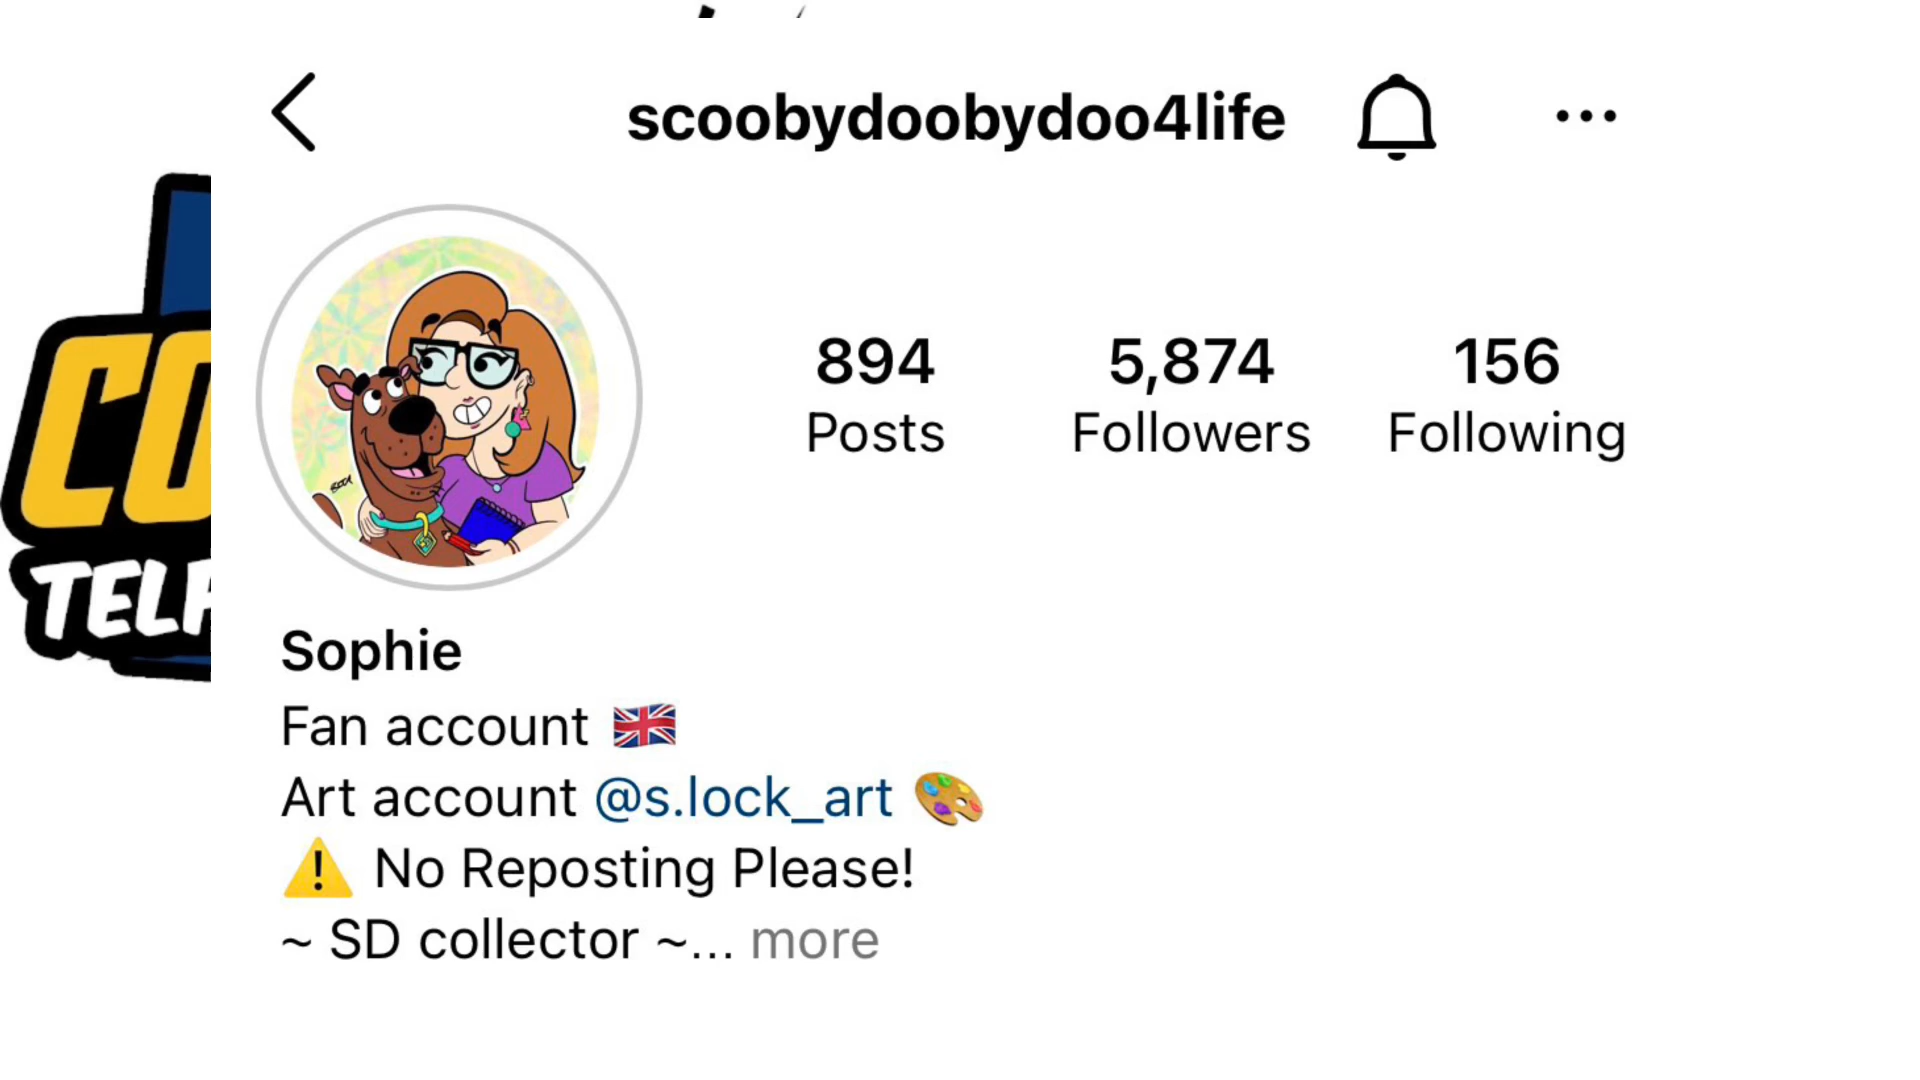 scoobydoobydoo4life
894
Posts
5,874
Followers
156
Following
Sophie
Fan account 🇬🇧
Art account @s.lock_art 🎨
⚠️ No Reposting Please!
~ SD collector ~... more